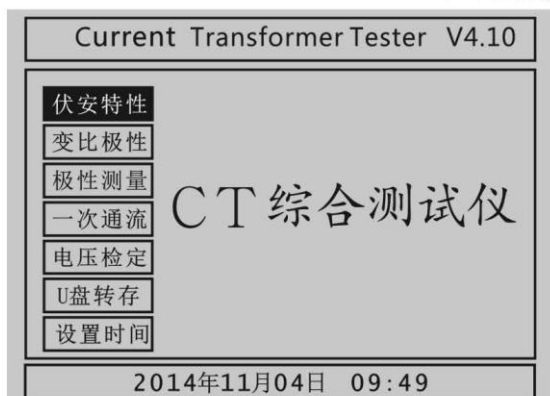 Current Transformer Tester V4.10
伏安特性
变比极性
极性测量
一次通流
电压检定
U盘转存
设置时间
CT综合测试仪
2014年11月04日 09:49